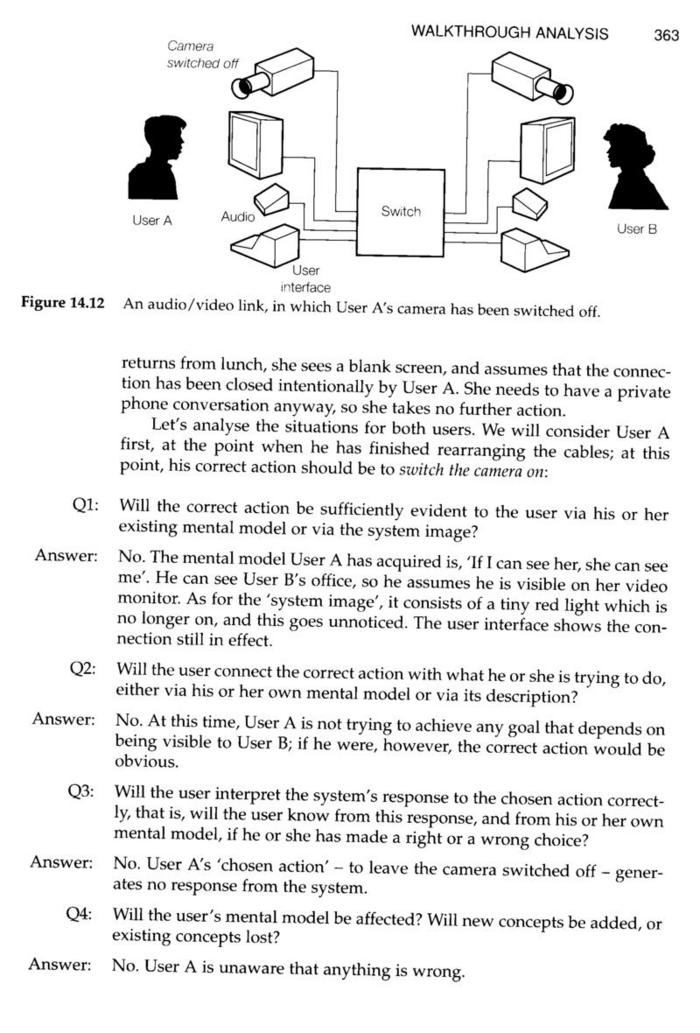 WALKTHROUGH ANALYSIS 363
Camera
switched off
User A
Audio
Switch
User B
User
interface
Figure 14.12 An audio/video link, in which User A's camera has been switched off.
returns from lunch, she sees a blank screen, and assumes that the connec-
tion has been closed intentionally by User A. She needs to have a private
phone conversation anyway, so she takes no further action.
Let's analyse the situations for both users. We will consider User A
first, at the point when he has finished rearranging the cables; at this
point, his correct action should be to switch the camera on:
Q1: Will the correct action be sufficiently evident to the user via his or her
existing mental model or via the system image?
Answer: No. The mental model User A has acquired is, 'If I can see her, she can see
me'. He can see User B's office, so he assumes he is visible on her video
monitor. As for the 'system image', it consists of a tiny red light which is
no longer on, and this goes unnoticed. The user interface shows the con-
nection still in effect.
Q2: Will the user connect the correct action with what he or she is trying to do,
either via his or her own mental model or via its description?
Answer: No. At this time, User A is not trying to achieve any goal that depends on
being visible to User B; if he were, however, the correct action would be
obvious.
Q3: Will the user interpret the system's response to the chosen action correct-
ly, that is, will the user know from this response, and from his or her own
mental model, if he or she has made a right or a wrong choice?
Answer: No. User A's 'chosen action' – to leave the camera switched off – gener-
ates no response from the system.
Q4: Will the user's mental model be affected? Will new concepts be added, or
existing concepts lost?
Answer: No. User A is unaware that anything is wrong.